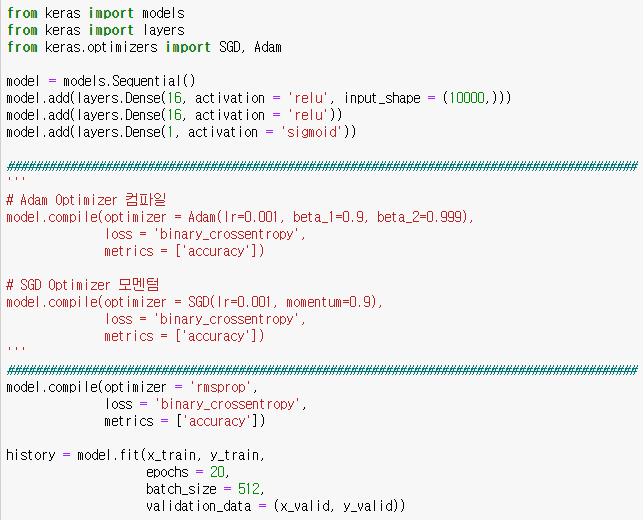 from keras import models
from keras import layers
from keras.optimizers import SGD, Adam
model = models.Sequential()
model.add(layers.Dense(16, activation = 'relu', input_shape = (10000,)))
model.add(layers.Dense(16, activation = 'relu'))
model.add(layers.Dense(1, activation = 'sigmoid'))
##########################################################################################
'''
# Adam Optimizer 컴파일
model.compile(optimizer = Adam(lr=0.001, beta_1=0.9, beta_2=0.999),
              loss = 'binary_crossentropy',
              metrics = ['accuracy'])
# SGD Optimizer 모멘텀
model.compile(optimizer = SGD(lr=0.001, momentum=0.9),
              loss = 'binary_crossentropy',
              metrics = ['accuracy'])
'''
##########################################################################################
model.compile(optimizer = 'rmsprop',
              loss = 'binary_crossentropy',
              metrics = ['accuracy'])
history = model.fit(x_train, y_train,
                    epochs = 20,
                    batch_size = 512,
                    validation_data = (x_valid, y_valid))